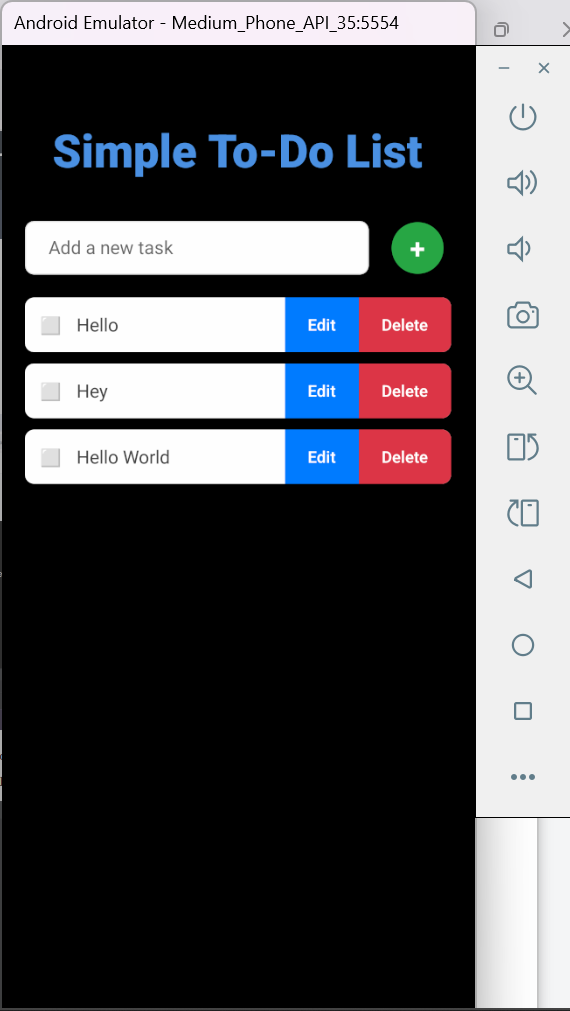 Android Emulator - Medium_Phone_API_35:5554
Simple To-Do List
Add a new task
+
Hello Edit Delete
Hey Edit Delete
Hello World Edit Delete